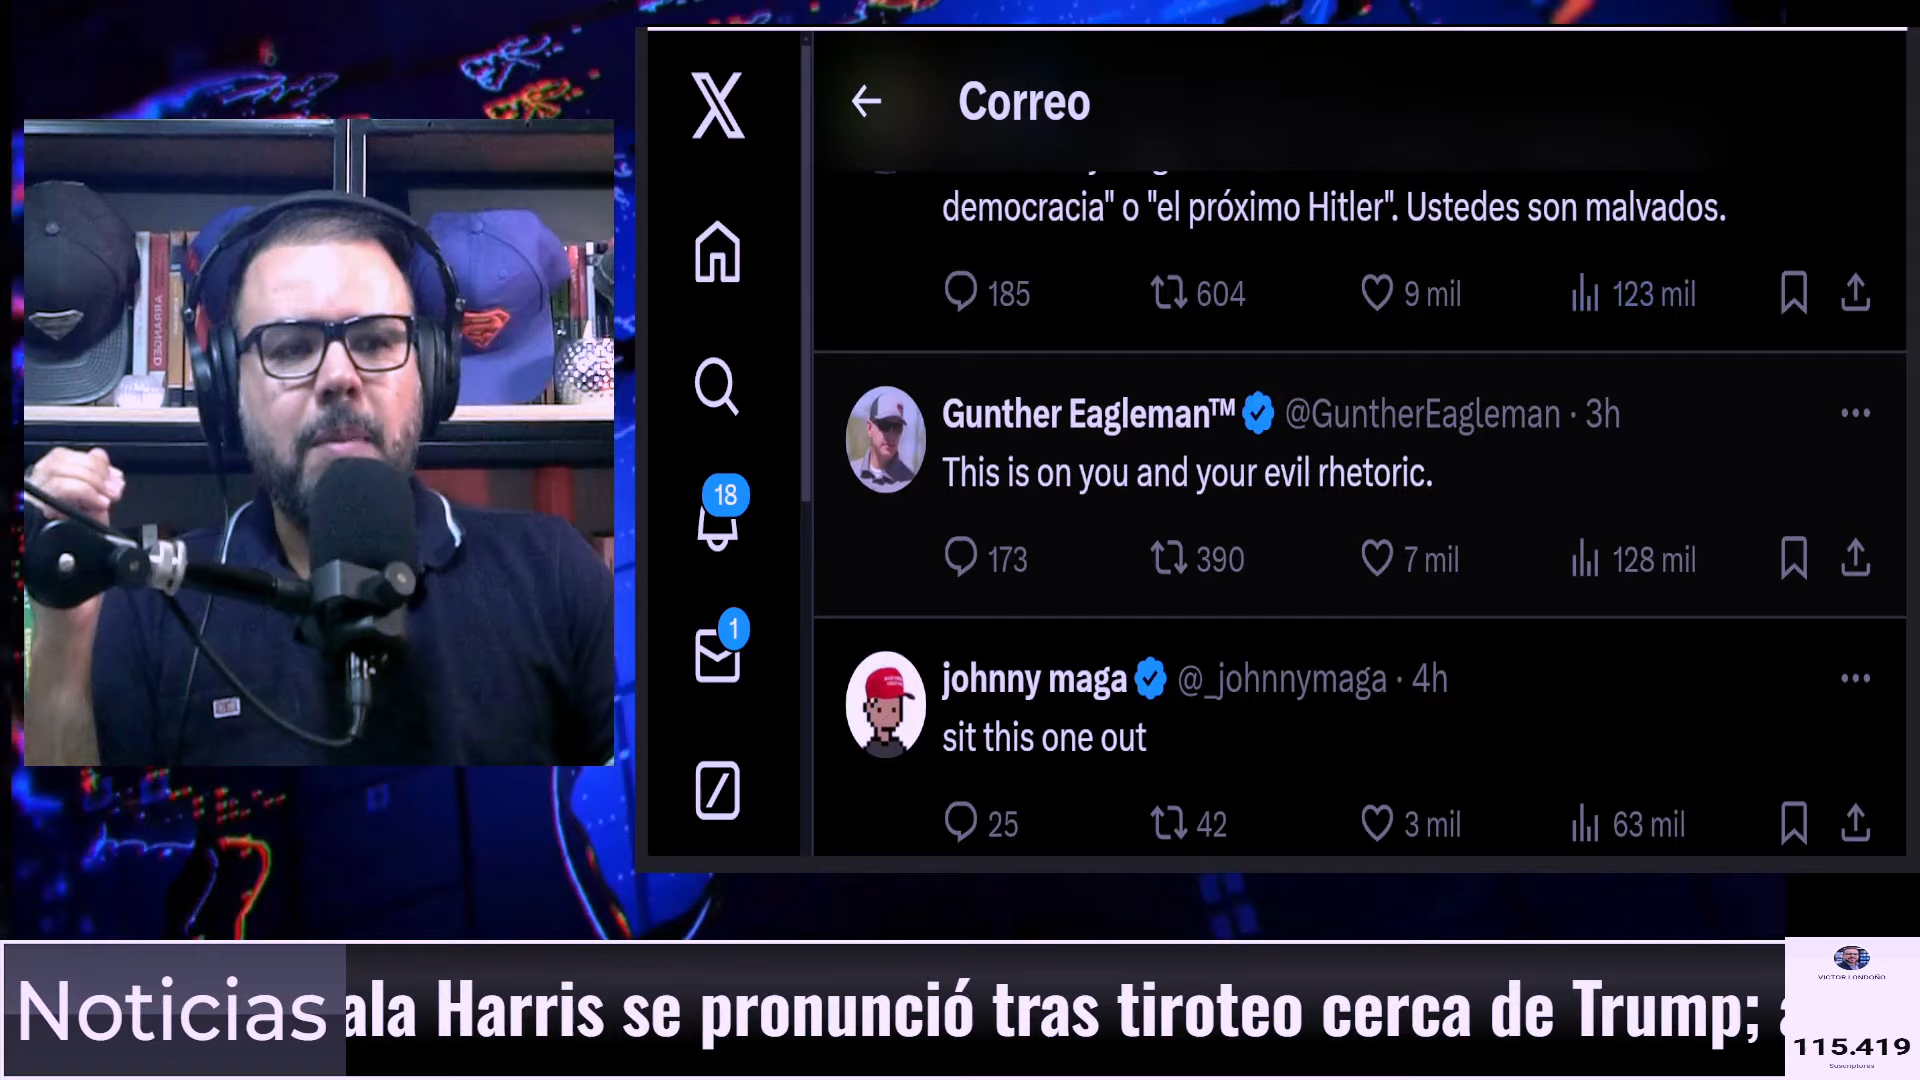 Correo
democracia" o "el próximo Hitler". Ustedes son malvados.
185 604 9 mil 123 mil
Gunther Eagleman™ @GuntherEagleman · 3h
This is on you and your evil rhetoric.
18
173 390 7 mil 128 mil
1
johnny maga @_johnnymaga · 4h
sit this one out
25 42 3 mil 63 mil
Noticias
ala Harris se pronunció tras tiroteo cerca de Trump;
VICTOR LONDOÑO
115.419
Suscriptores